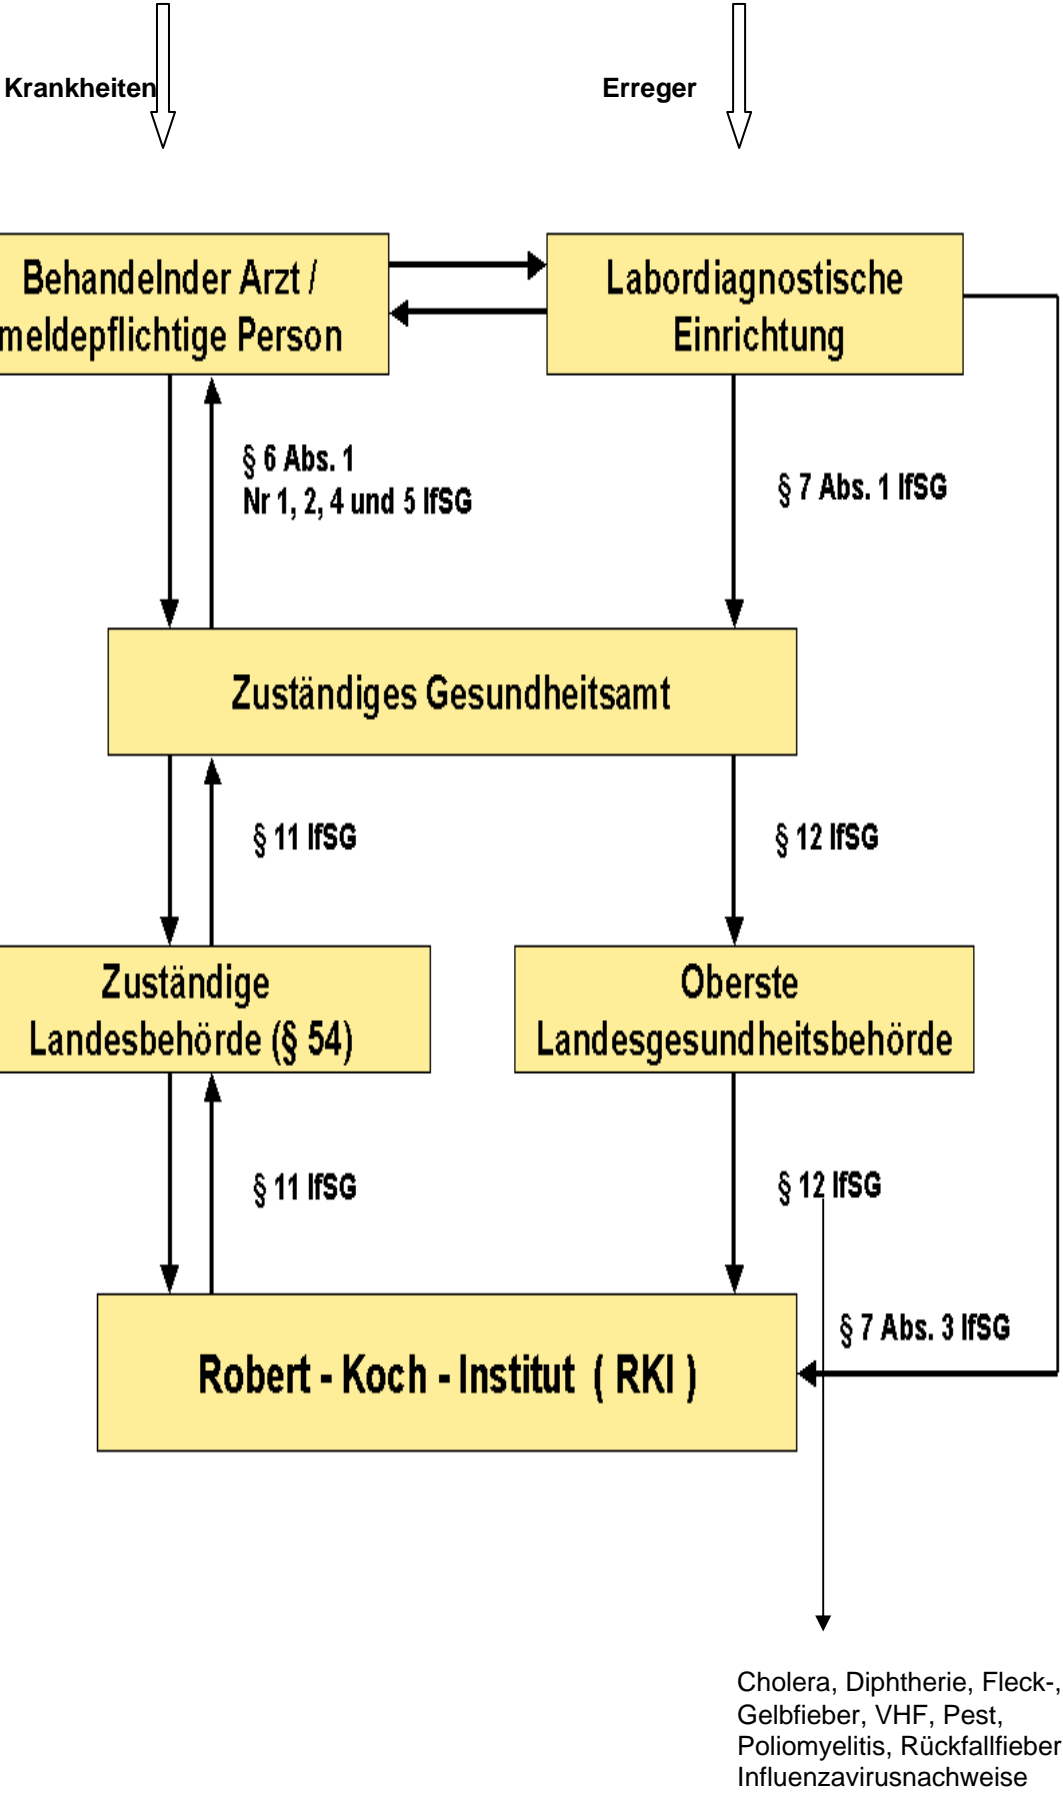 Krankheiten
Erreger
Behandelnder Arzt /
meldepflichtige Person
Labordiagnostische
Einrichtung
§ 6 Abs. 1
Nr 1, 2, 4 und 5 IfSG
§ 7 Abs. 1 IfSG
Zuständiges Gesundheitsamt
§ 11 IfSG
§ 12 IfSG
Zuständige
Landesbehörde (§ 54)
Oberste
Landesgesundheitsbehörde
§ 11 IfSG
§ 12 IfSG
§ 7 Abs. 3 IfSG
Robert - Koch - Institut ( RKI )
Cholera, Diphtherie, Fleck-,
Gelbfieber, VHF, Pest,
Poliomyelitis, Rückfallfieber
Influenzavirusnachweise